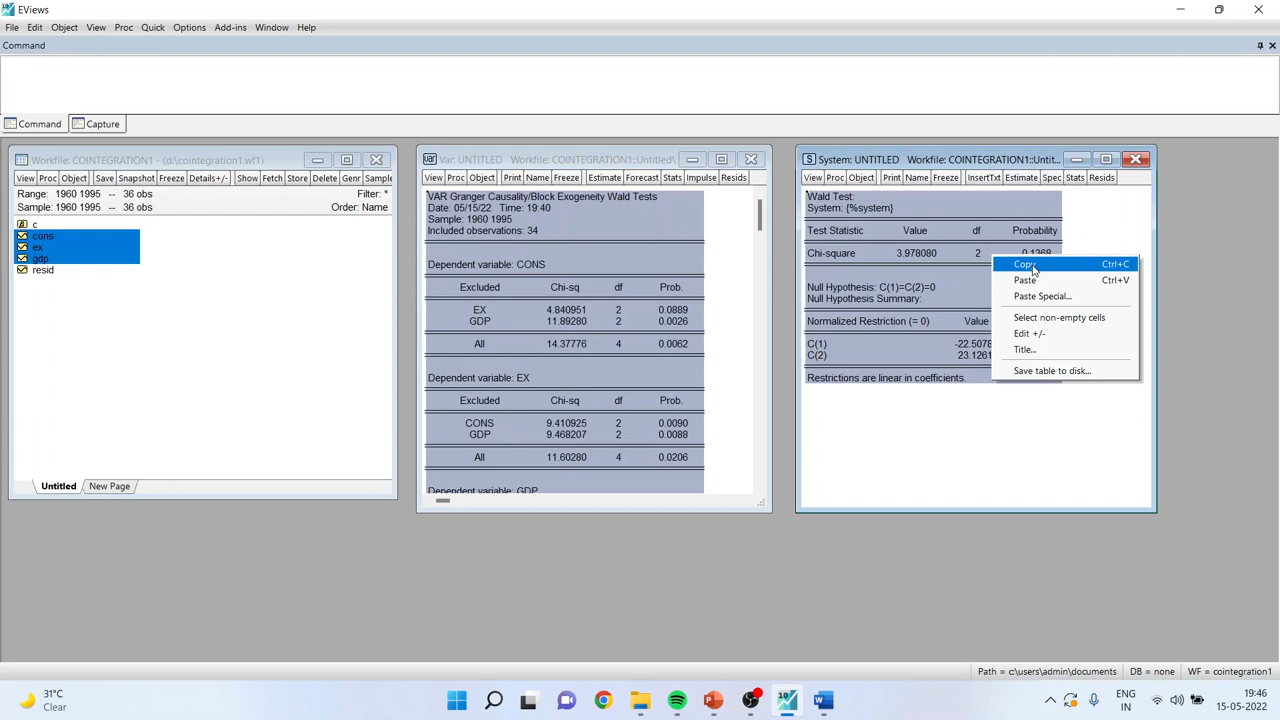 EViews
File Edit Object View Proc Quick Options Add-ins Window Help
Command
Command Capture
Workfile: COINTEGRATION1 - (d:\cointegration1.wf1)
View Proc Object Save Snapshot Freeze Details+/- Show Fetch Store Delete Genr Sample
Range: 1960 1995 -- 36 obs Filter: *
Sample: 1960 1995 -- 36 obs Order: Name
c
cons
ex
gdp
resid
Untitled New Page
Var: UNTITLED Workfile: COINTEGRATION1::Untitled\
View Proc Object Print Name Freeze Estimate Forecast Stats Impulse Resids
VAR Granger Causality/Block Exogeneity Wald Tests
Date: 05/15/22 Time: 19:40
Sample: 1960 1995
Included observations: 34
Dependent variable: CONS
Excluded Chi-sq df Prob.
EX 4.840951 2 0.0889
GDP 11.89280 2 0.0026
All 14.37776 4 0.0062
Dependent variable: EX
Excluded Chi-sq df Prob.
CONS 9.410925 2 0.0090
GDP 9.468207 2 0.0088
All 11.60280 4 0.0206
Dependent variable: GDP
System: UNTITLED Workfile: COINTEGRATION1::Untit...
View Proc Object Print Name Freeze InsertTxt Estimate Spec Stats Resids
Wald Test:
System: {%system}
Test Statistic Value df Probability
Chi-square 3.978080 2 0.1368
Null Hypothesis: C(1)=C(2)=0
Null Hypothesis Summary:
Normalized Restriction (= 0) Value
C(1) -22.5078
C(2) 23.1261
Restrictions are linear in coefficients.
Copy Ctrl+C
Paste Ctrl+V
Paste Special...
Select non-empty cells
Edit +/-
Title...
Save table to disk...
Path = c:\users\admin\documents DB = none WF = cointegration1
31°C
Clear
ENG
IN
19:46
15-05-2022